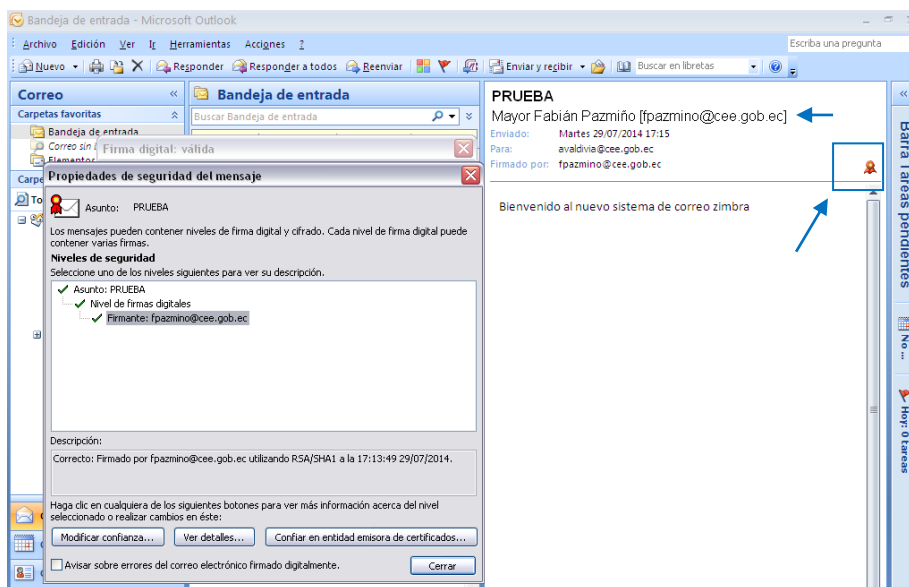 Bandeja de entrada - Microsoft Outlook
Archivo Edición Ver Ir Herramientas Acciones ?
Escriba una pregunta
Nuevo Responder Responder a todos Reenviar Enviar y recibir Buscar en libretas
Correo «
Carpetas favoritas
Bandeja de entrada
Correo sin
Elementos
Carpe
To
Bandeja de entrada
Buscar Bandeja de entrada
Firma digital: válida
Propiedades de seguridad del mensaje
Asunto: PRUEBA
Los mensajes pueden contener niveles de firma digital y cifrado. Cada nivel de firma digital puede
contener varias firmas.
Niveles de seguridad
Seleccione uno de los niveles siguientes para ver su descripción.
Asunto: PRUEBA
Nivel de firmas digitales
Firmante: fpazmino@cee.gob.ec
Descripción:
Correcto: Firmado por fpazmino@cee.gob.ec utilizando RSA/SHA1 a la 17:13:49 29/07/2014.
Haga clic en cualquiera de los siguientes botones para ver más información acerca del nivel
seleccionado o realizar cambios en éste:
Modificar confianza... Ver detalles... Confiar en entidad emisora de certificados...
Avisar sobre errores del correo electrónico firmado digitalmente. Cerrar
PRUEBA
Mayor Fabián Pazmiño [fpazmino@cee.gob.ec]
Enviado: Martes 29/07/2014 17:15
Para: avaldivia@cee.gob.ec
Firmado por: fpazmino@cee.gob.ec
Bienvenido al nuevo sistema de correo zimbra
«
Barra Tareas pendientes
No ...
Hoy: 0 tareas